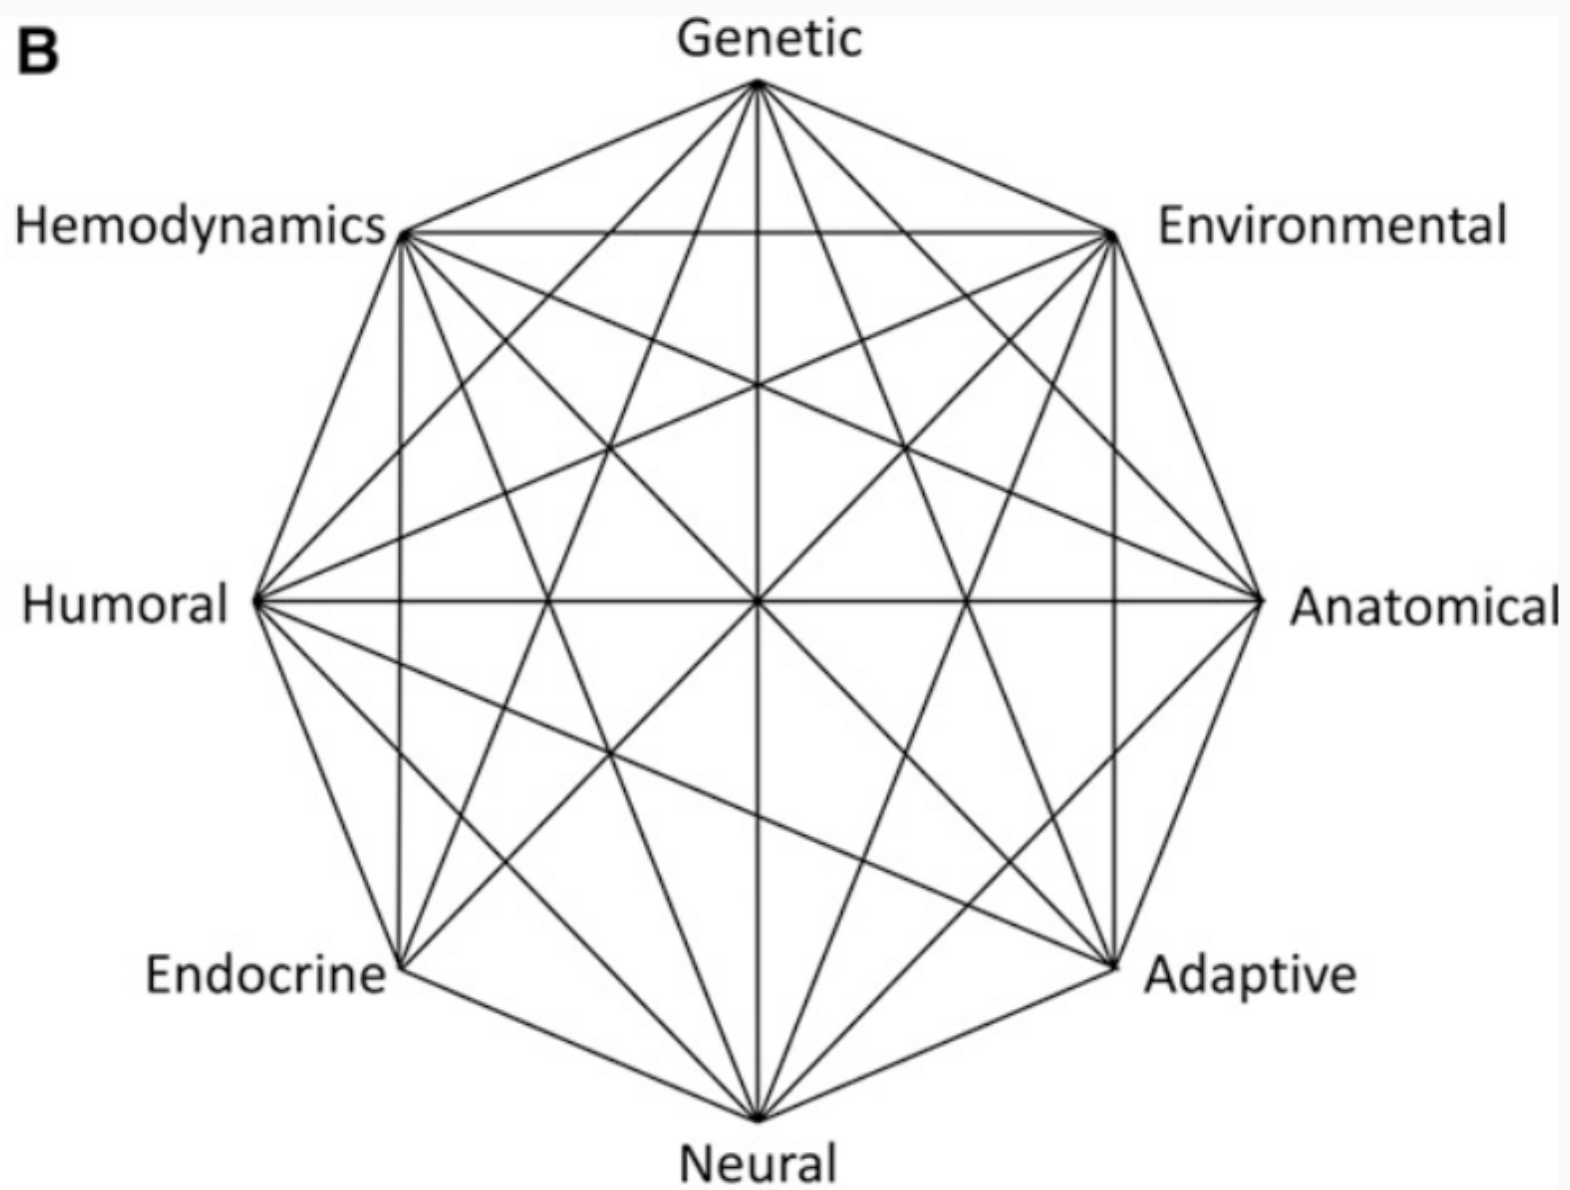 B
Genetic
Hemodynamics
Environmental
Humoral
Anatomical
Endocrine
Adaptive
Neural